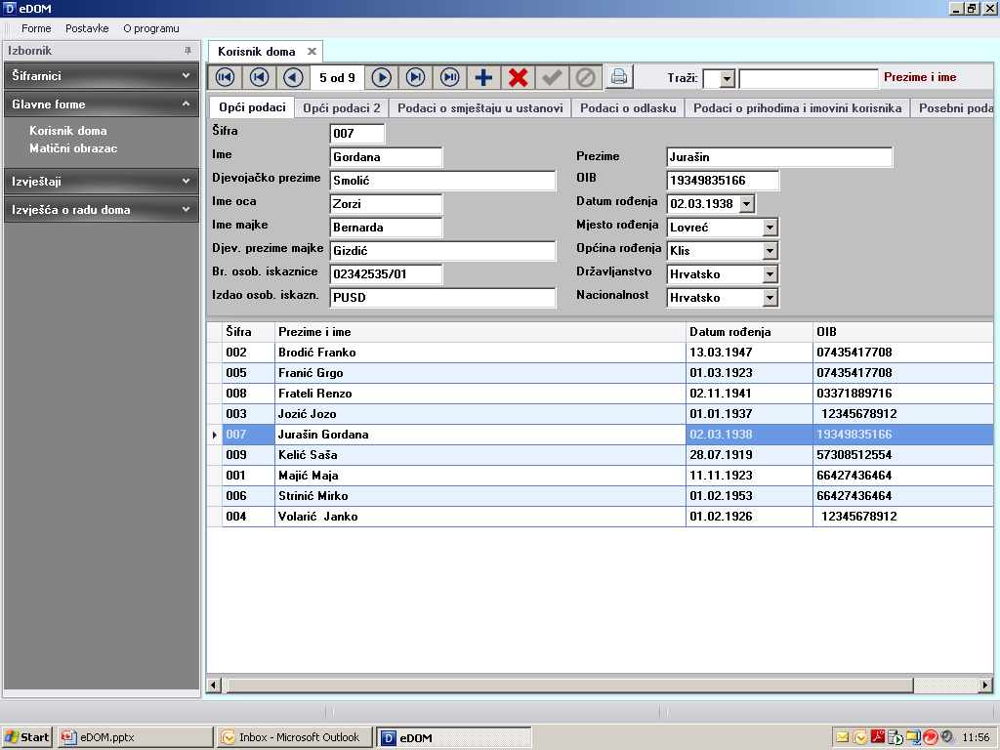 eDOM
Forme Postavke O programu
Izbornik
Šifrarnici
Glavne forme
Korisnik doma
Matični obrazac
Izvještaji
Izvješća o radu doma
Korisnik doma
5 od 9
Traži:
Prezime i ime
Opći podaci Opći podaci 2 Podaci o smještaju u ustanovi Podaci o odlasku Podaci o prihodima i imovini korisnika Posebni poda
Šifra 007
Ime Gordana Prezime Jurašin
Djevojačko prezime Smolić OIB 19349835166
Ime oca Zorzi Datum rođenja 02.03.1938
Ime majke Bernarda Mjesto rođenja Lovreć
Djev. prezime majke Gizdić Općina rođenja Klis
Br. osob. iskaznice 02342535/01 Državljanstvo Hrvatsko
Izdao osob. iskazn. PUSD Nacionalnost Hrvatsko
Šifra Prezime i ime Datum rođenja OIB
002 Brodić Franko 13.03.1947 07435417708
005 Franić Grgo 01.03.1923 07435417708
008 Frateli Renzo 02.11.1941 03371889716
003 Jozić Jozo 01.01.1937 12345678912
007 Jurašin Gordana 02.03.1938 19349835166
009 Kelić Saša 28.07.1919 57308512554
001 Majić Maja 11.11.1923 66427436464
006 Strinić Mirko 01.02.1953 66427436464
004 Volarić Janko 01.02.1926 12345678912
Start eDOM.pptx Inbox - Microsoft Outlook eDOM 11:56